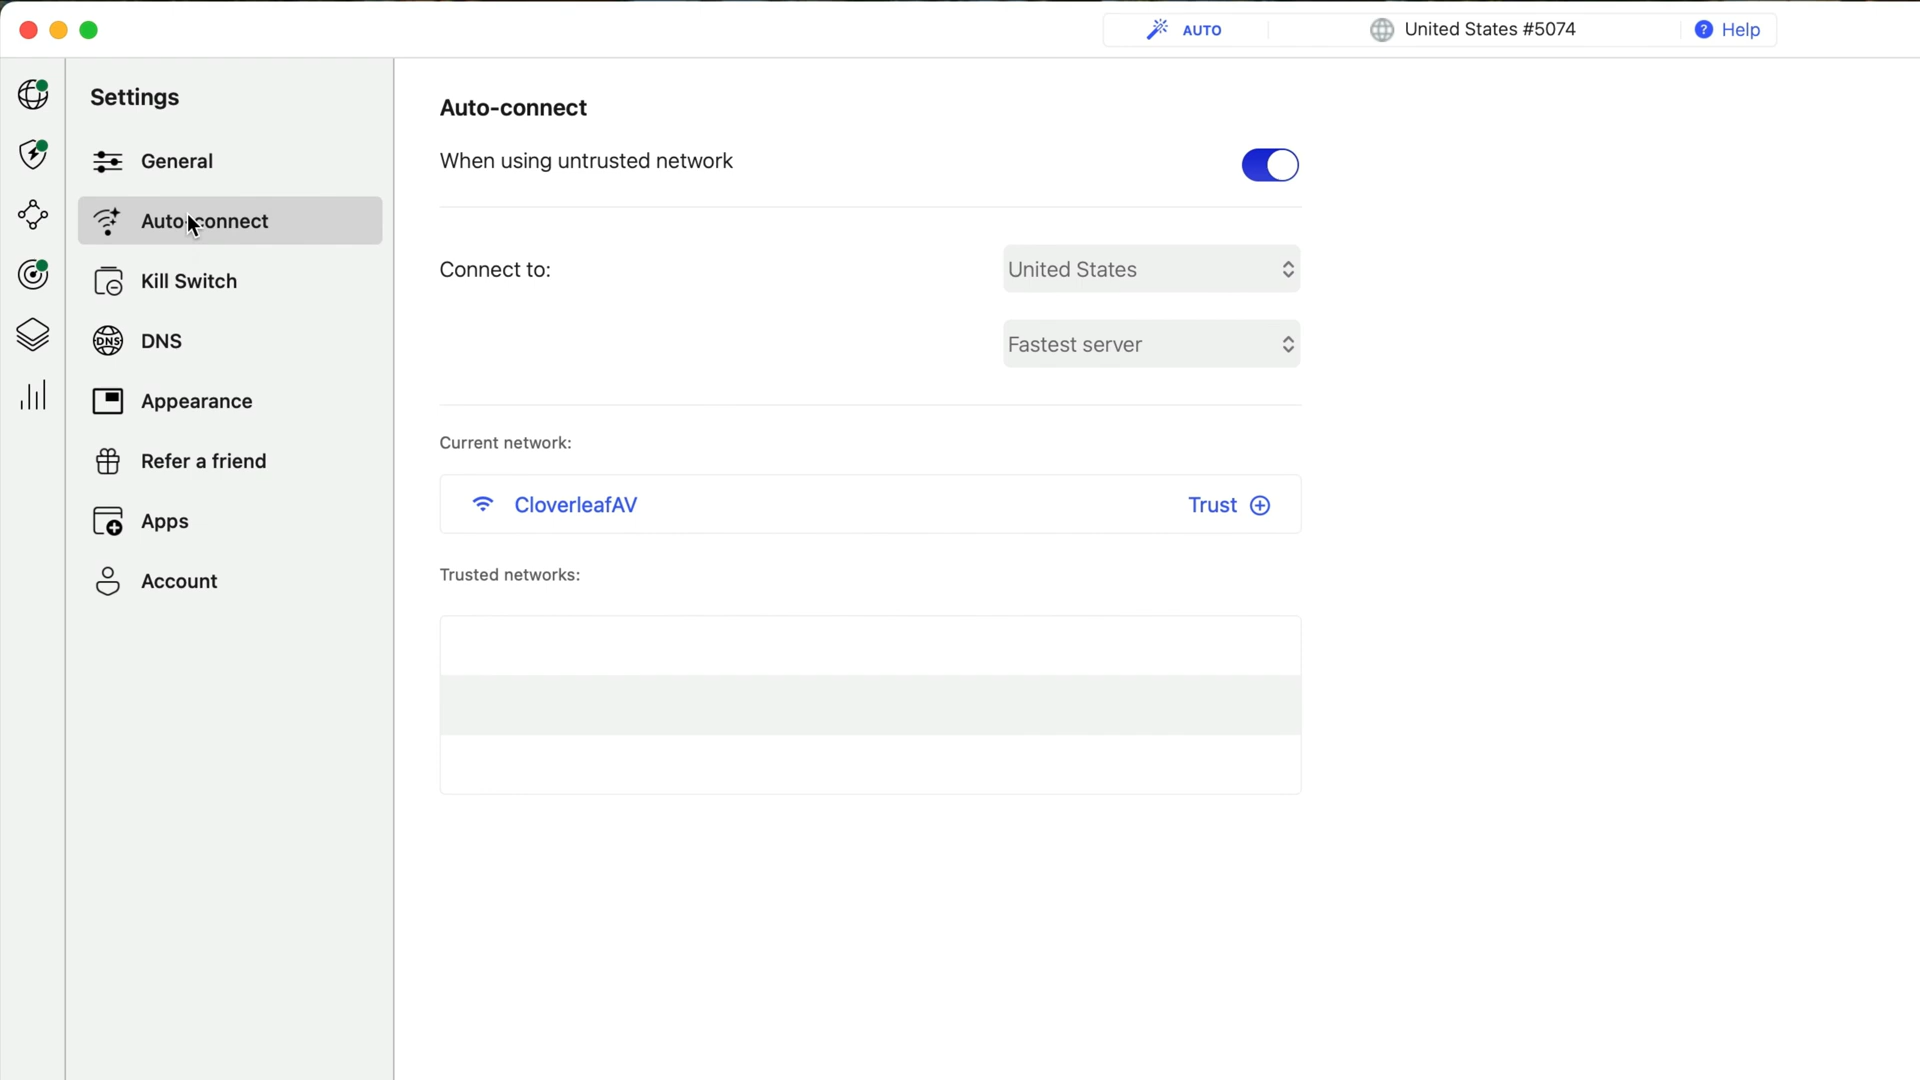 AUTO
United States #5074
? Help
Settings
General
Auto-connect
Kill Switch
DNS
DNS
Appearance
Refer a friend
Apps
Account
Auto-connect
When using untrusted network
Connect to:
United States
Fastest server
Current network:
CloverleafAV
Trust
Trusted networks: